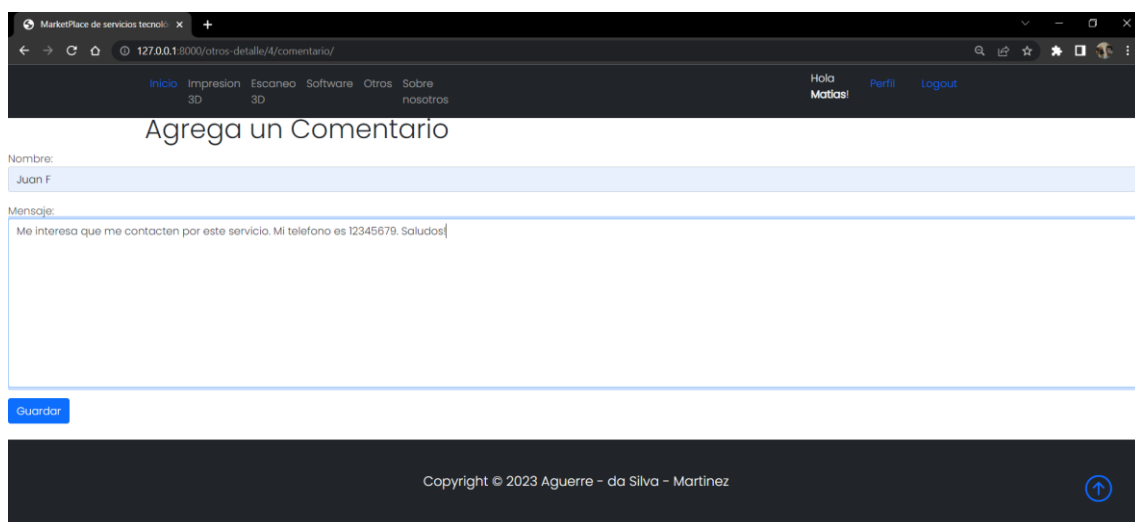 MarketPlace de servicios tecnoló
127.0.0.1:8000/otros-detalle/4/comentario/
Inicio Impresion 3D Escaneo 3D Software Otros Sobre nosotros Hola Matias! Perfil Logout
Agrega un Comentario
Nombre:
Juan F
Mensaje:
Me interesa que me contacten por este servicio. Mi telefono es 12345679. Saludos!
Guardar
Copyright © 2023 Aguerre - da Silva - Martinez